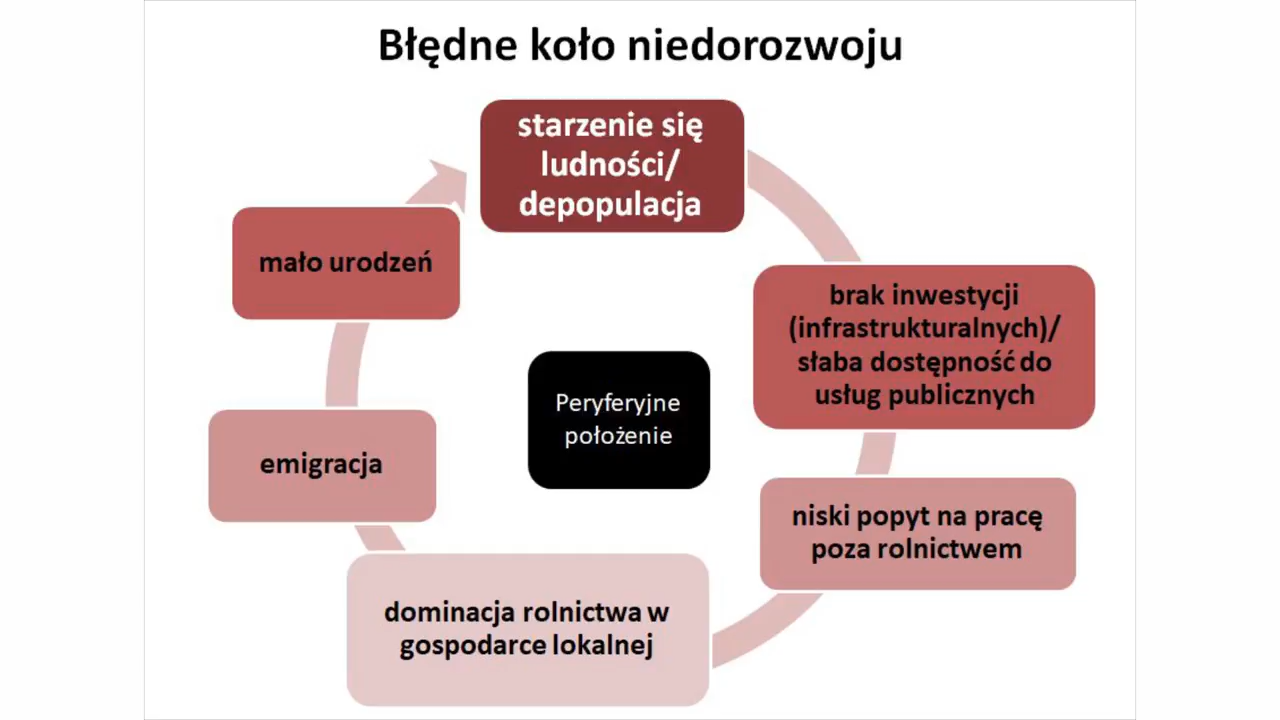 Błędne koło niedorozwoju
starzenie się
ludności/
depopulacja
brak inwestycji
(infrastrukturalnych)/
słaba dostępność do
usług publicznych
niski popyt na pracę
poza rolnictwem
dominacja rolnictwa w
gospodarce lokalnej
emigracja
mało urodzeń
Peryferyjne
położenie